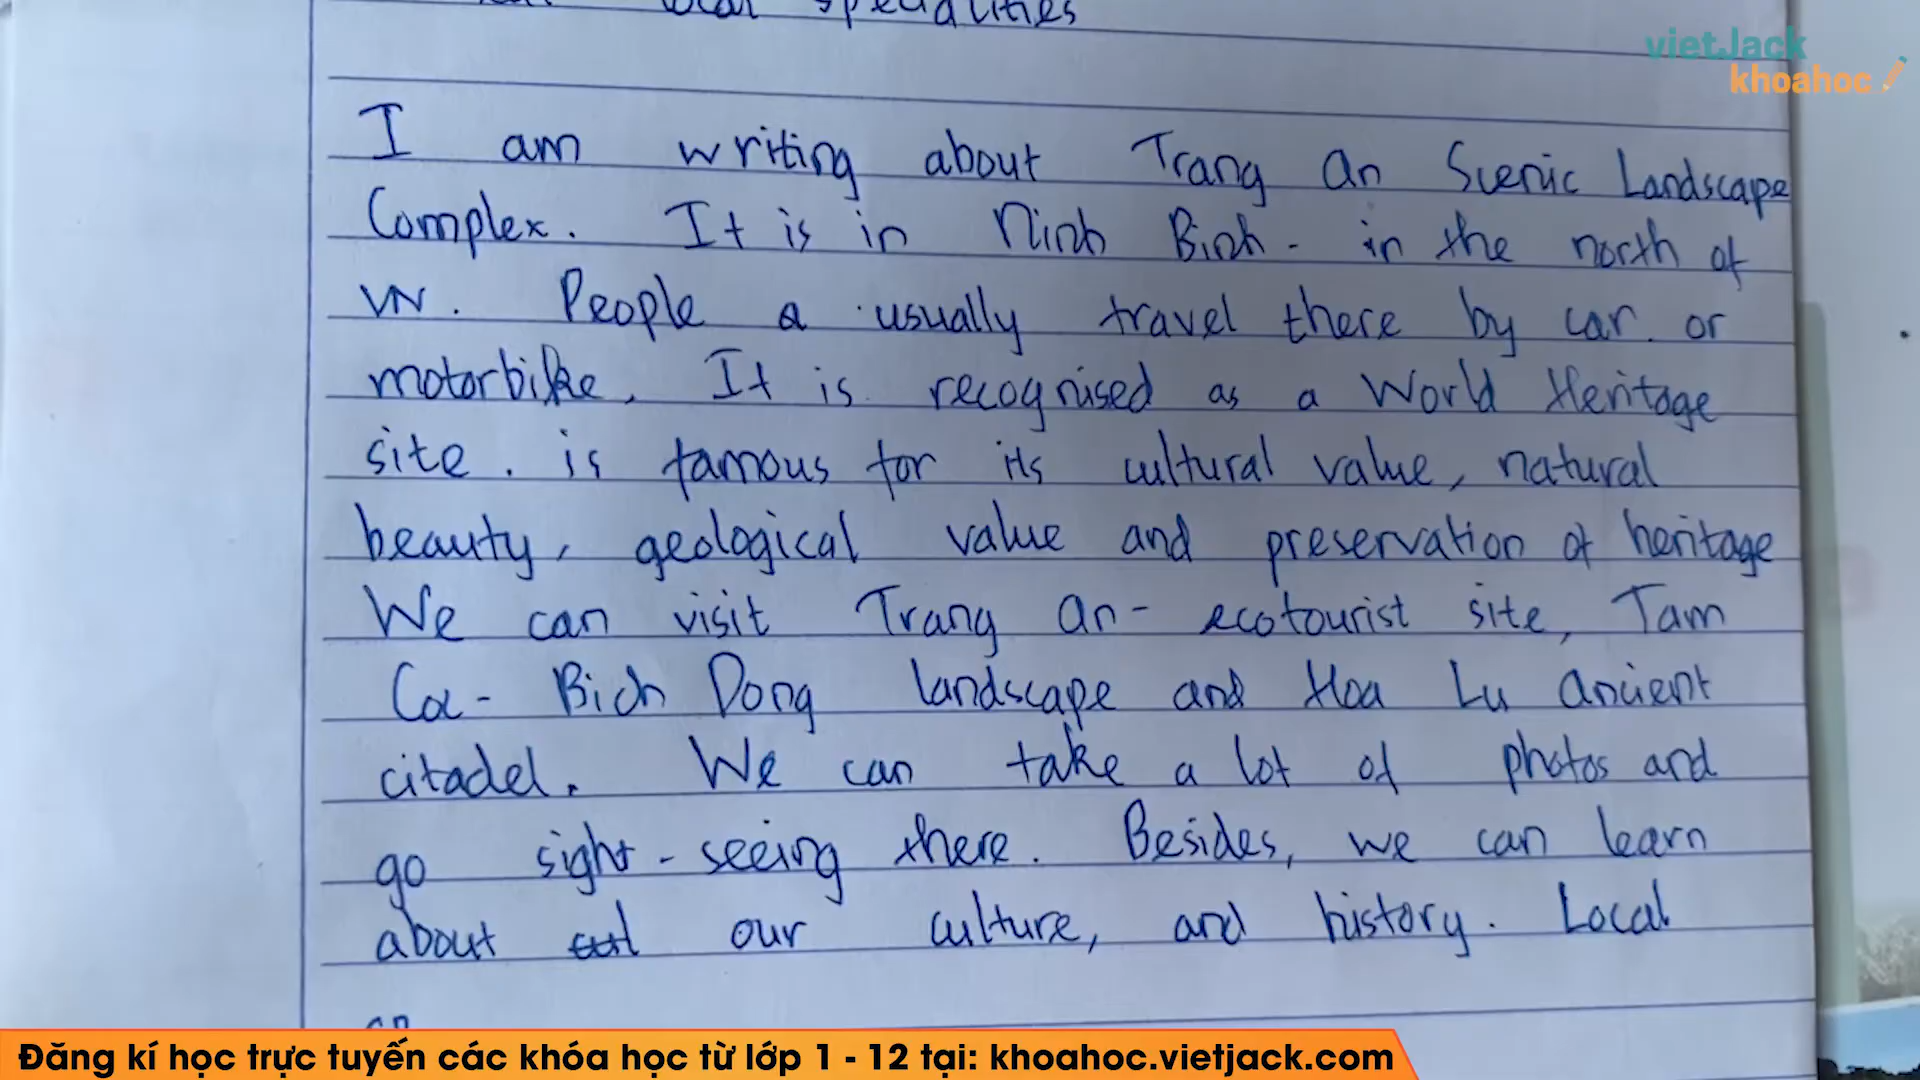 local specialities
vietJack
khoahoc
I am writing about Trang An Scenic Landscape
Complex. It is in Ninh Binh - in the north of
VN. People a usually travel there by car or
motorbike. It is recognised as a World Heritage
site. is famous for its cultural value, natural
beauty, geological value and preservation of heritage
We can visit Trang An - ecotourist site, Tam
Coc - Bich Dong landscape and Hoa Lu Ancient
citadel. We can take a lot of photos and
go sight-seeing there. Besides, we can learn
about our culture, and history. Local
Đăng kí học trực tuyến các khóa học từ lớp 1 - 12 tại: khoahoc.vietjack.com